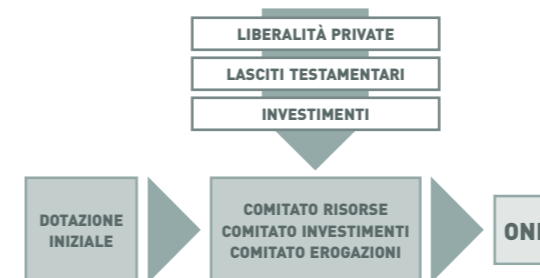 LIBERALITÀ PRIVATE
LASCITI TESTAMENTARI
INVESTIMENTI
DOTAZIONE
INIZIALE
COMITATO RISORSE
COMITATO INVESTIMENTI
COMITATO EROGAZIONI